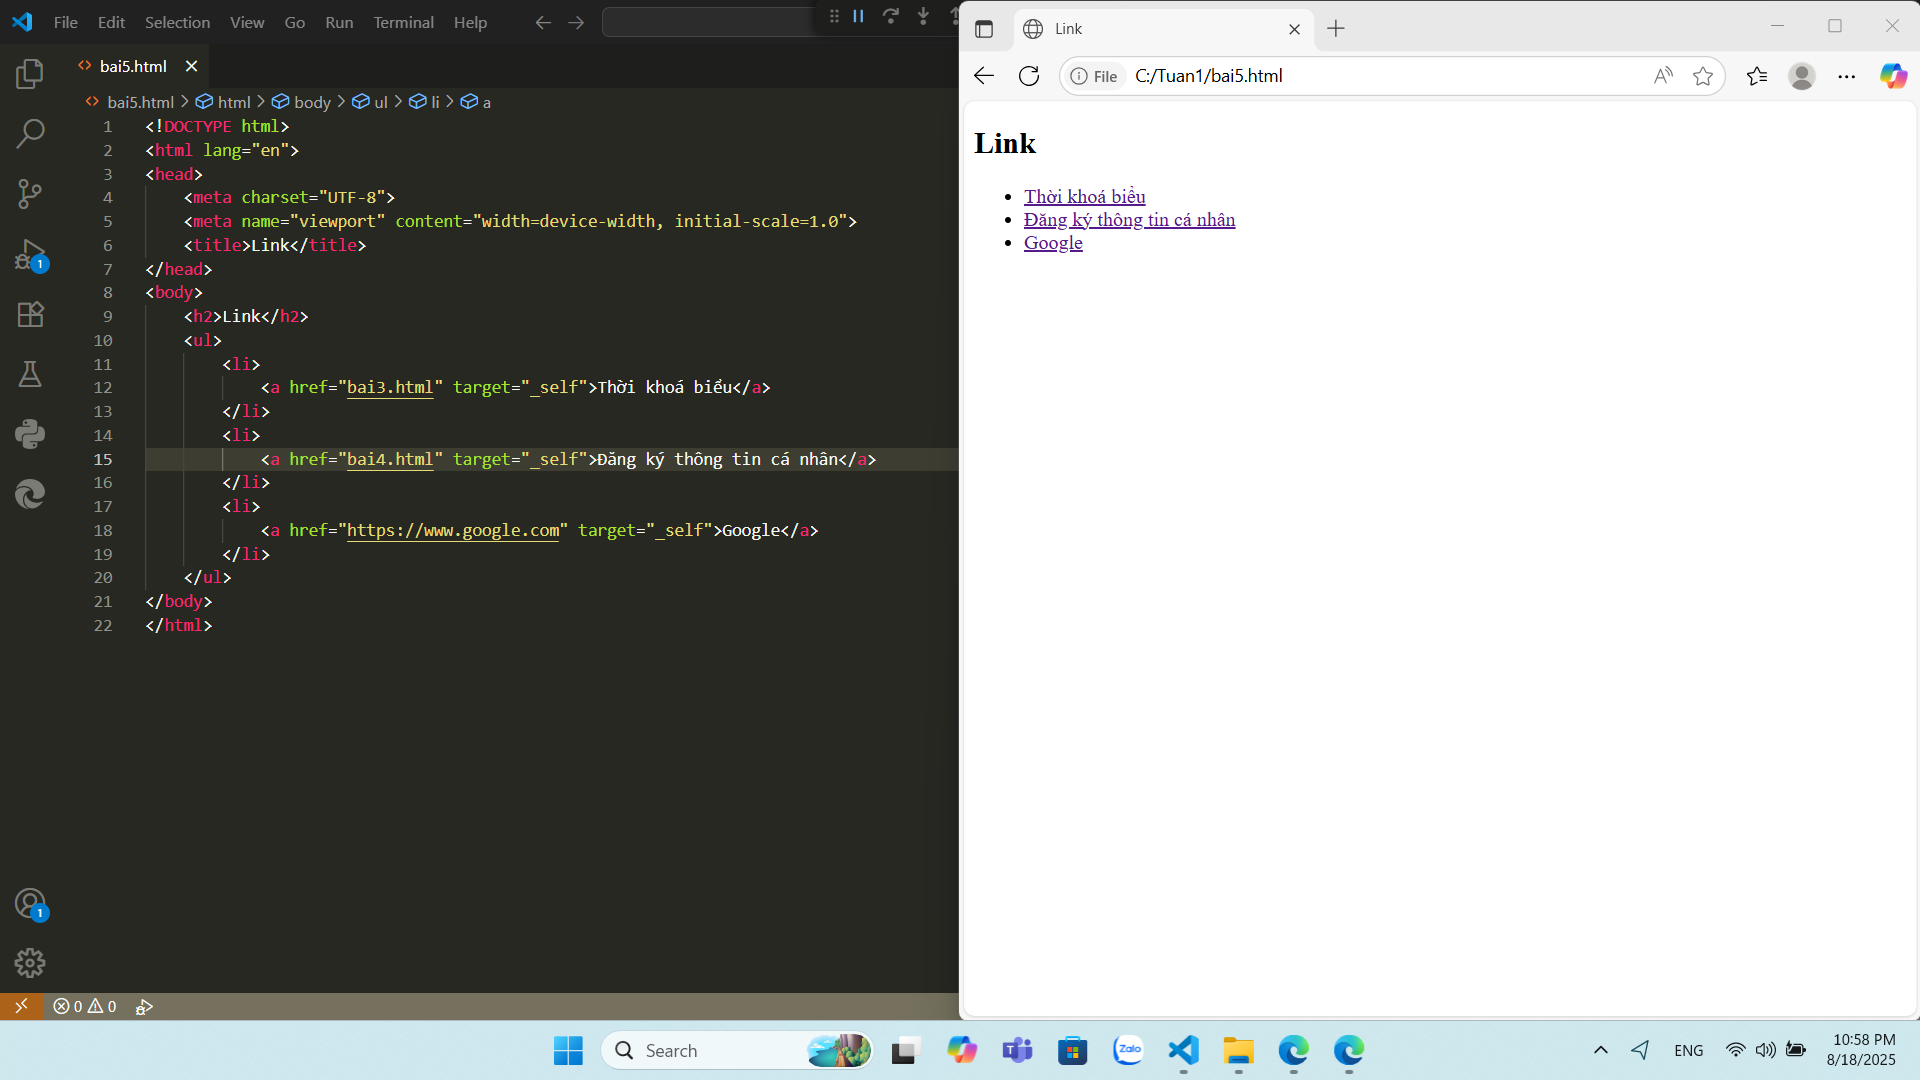 File Edit Selection View Go Run Terminal Help
bai5.html
bai5.html > html > body > ul > li > a
1 <!DOCTYPE html>
2 <html lang="en">
3 <head>
4 <meta charset="UTF-8">
5 <meta name="viewport" content="width=device-width, initial-scale=1.0">
6 <title>Link</title>
7 </head>
8 <body>
9 <h2>Link</h2>
10 <ul>
11 <li>
12 <a href="bai3.html" target="_self">Thời khoá biểu</a>
13 </li>
14 <li>
15 <a href="bai4.html" target="_self">Đăng ký thông tin cá nhân</a>
16 </li>
17 <li>
18 <a href="https://www.google.com" target="_self">Google</a>
19 </li>
20 </ul>
21 </body>
22 </html>
1
1
0 0
Link
File C:/Tuan1/bai5.html
Link
Thời khoá biểu
Đăng ký thông tin cá nhân
Google
Search
Zalo
ENG
10:58 PM
8/18/2025